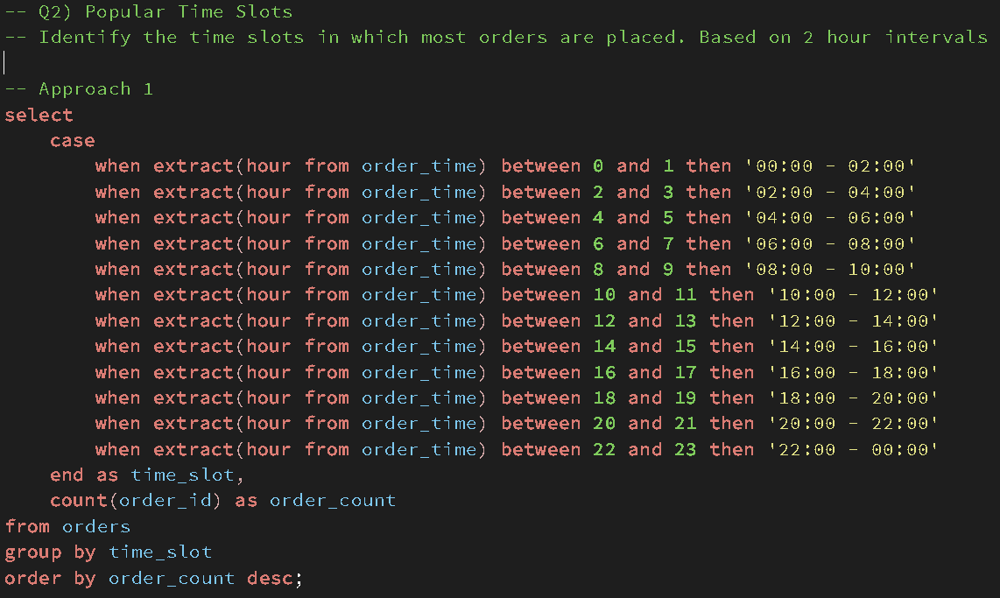 -- Q2) Popular Time Slots
-- Identify the time slots in which most orders are placed. Based on 2 hour intervals
-- Approach 1
select
    case
        when extract(hour from order_time) between 0 and 1 then '00:00 - 02:00'
        when extract(hour from order_time) between 2 and 3 then '02:00 - 04:00'
        when extract(hour from order_time) between 4 and 5 then '04:00 - 06:00'
        when extract(hour from order_time) between 6 and 7 then '06:00 - 08:00'
        when extract(hour from order_time) between 8 and 9 then '08:00 - 10:00'
        when extract(hour from order_time) between 10 and 11 then '10:00 - 12:00'
        when extract(hour from order_time) between 12 and 13 then '12:00 - 14:00'
        when extract(hour from order_time) between 14 and 15 then '14:00 - 16:00'
        when extract(hour from order_time) between 16 and 17 then '16:00 - 18:00'
        when extract(hour from order_time) between 18 and 19 then '18:00 - 20:00'
        when extract(hour from order_time) between 20 and 21 then '20:00 - 22:00'
        when extract(hour from order_time) between 22 and 23 then '22:00 - 00:00'
    end as time_slot,
    count(order_id) as order_count
from orders
group by time_slot
order by order_count desc;